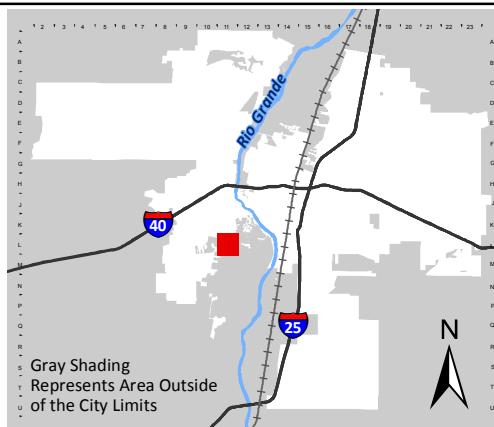 2 3 4 5 6 7 8 9 10 11 12 13 14 15 16 17 18 19 20 21 22 23
A A
B B
C C
D D
E E
F F
G G
H H
J J
K K
L L
M M
N N
P P
Q Q
R R
S S
T T
U U
Rio Grande
40
25
N
Gray Shading
Represents Area Outside
of the City Limits